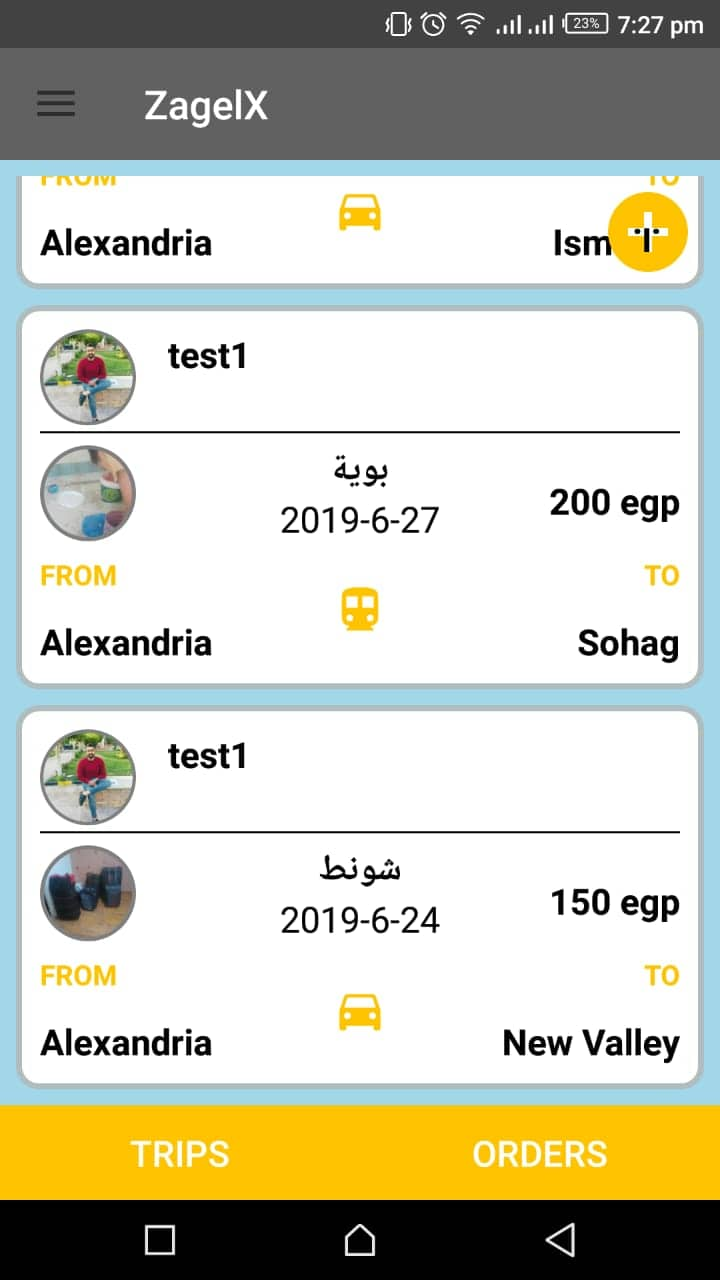 23% 7:27 pm
ZagelX
FROM TO
Alexandria Ism
test1
بوية
2019-6-27
200 egp
FROM TO
Alexandria Sohag
test1
شونط
2019-6-24
150 egp
FROM TO
Alexandria New Valley
TRIPS ORDERS